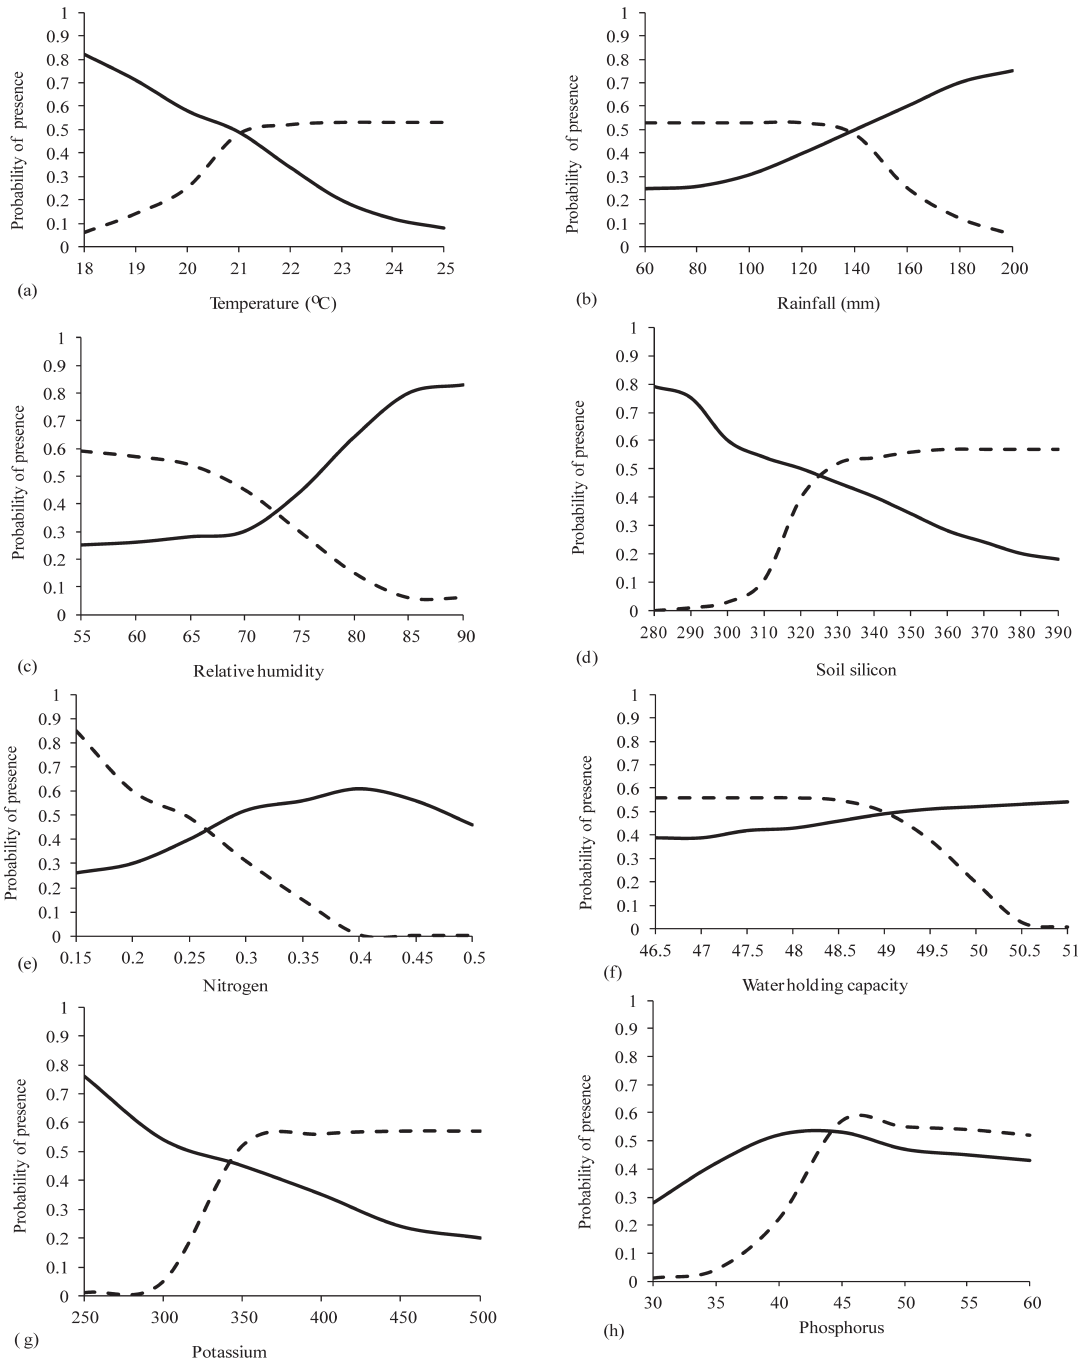 1
0.9
0.8
0.7
0.6
0.5
0.4
0.3
0.2
0.1
0
Probability of presence
18 19 20 21 22 23 24 25
(a)
Temperature (OC)
1
0.9
0.8
0.7
0.6
0.5
0.4
0.3
0.2
0.1
0
Probability of presence
60 80 100 120 140 160 180 200
(b)
Rainfall (mm)
1
0.9
0.8
0.7
0.6
0.5
0.4
0.3
0.2
0.1
0
Probability of presence
55 60 65 70 75 80 85 90
(c)
Relative humidity
1
0.9
0.8
0.7
0.6
0.5
0.4
0.3
0.2
0.1
0
Probability of presence
280 290 300 310 320 330 340 350 360 370 380 390
(d)
Soil silicon
1
0.9
0.8
0.7
0.6
0.5
0.4
0.3
0.2
0.1
0
Probability of presence
0.15 0.2 0.25 0.3 0.35 0.4 0.45 0.5
(e)
Nitrogen
1
0.9
0.8
0.7
0.6
0.5
0.4
0.3
0.2
0.1
0
Probability of presence
46.5 47 47.5 48 48.5 49 49.5 50 50.5 51
(f)
Water holding capacity
1
0.9
0.8
0.7
0.6
0.5
0.4
0.3
0.2
0.1
0
Probability of presence
250 300 350 400 450 500
(g)
Potassium
1
0.9
0.8
0.7
0.6
0.5
0.4
0.3
0.2
0.1
0
Probability of presence
30 35 40 45 50 55 60
(h)
Phosphorus